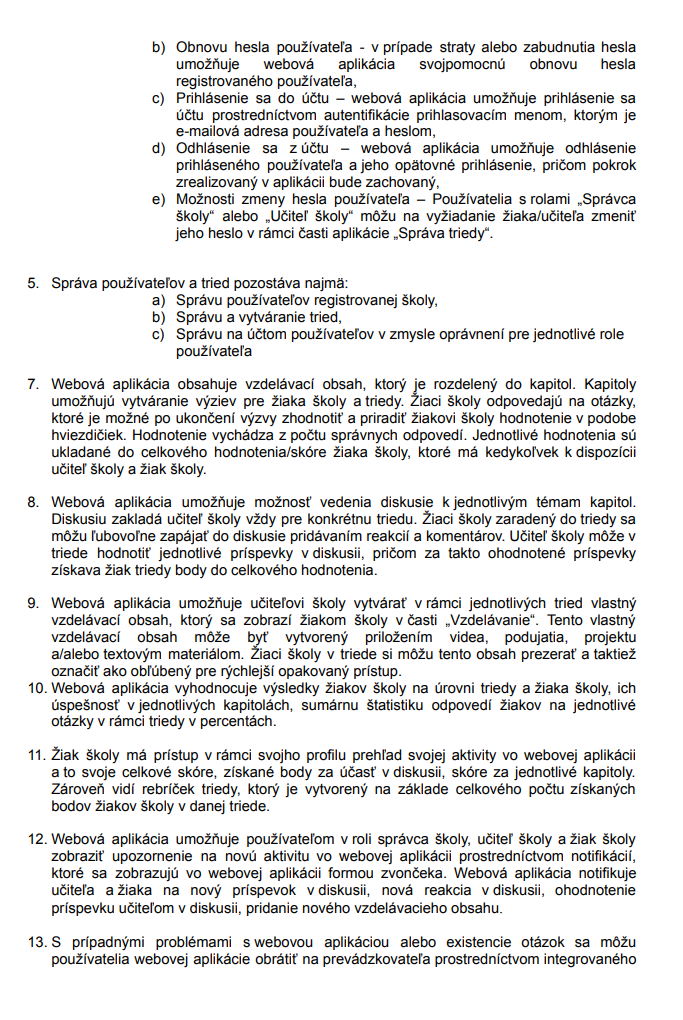 b) Obnovu hesla používateľa - v prípade straty alebo zabudnutia hesla
umožňuje webová aplikácia svojpomocnú obnovu hesla
registrovaného používateľa,
c) Prihlásenie sa do účtu – webová aplikácia umožňuje prihlásenie sa
účtu prostredníctvom autentifikácie prihlasovacím menom, ktorým je
e-mailová adresa používateľa a heslom,
d) Odhlásenie sa z účtu – webová aplikácia umožňuje odhlásenie
prihláseného používateľa a jeho opätovné prihlásenie, pričom pokrok
zrealizovaný v aplikácii bude zachovaný,
e) Možnosti zmeny hesla používateľa – Používatelia s rolami „Správca
školy“ alebo „Učiteľ školy“ môžu na vyžiadanie žiaka/učiteľa zmeniť
jeho heslo v rámci časti aplikácie „Správa triedy“.
5. Správa používateľov a tried pozostáva najmä:
a) Správu používateľov registrovanej školy,
b) Správu a vytváranie tried,
c) Správu na účtom používateľov v zmysle oprávnení pre jednotlivé role
používateľa
7. Webová aplikácia obsahuje vzdelávací obsah, ktorý je rozdelený do kapitol. Kapitoly
umožňujú vytváranie výziev pre žiaka školy a triedy. Žiaci školy odpovedajú na otázky,
ktoré je možné po ukončení výzvy zhodnotiť a priradiť žiakovi školy hodnotenie v podobe
hviezdičiek. Hodnotenie vychádza z počtu správnych odpovedí. Jednotlivé hodnotenia sú
ukladané do celkového hodnotenia/skóre žiaka školy, ktoré má kedykoľvek k dispozícii
učiteľ školy a žiak školy.
8. Webová aplikácia umožňuje možnosť vedenia diskusie k jednotlivým témam kapitol.
Diskusiu zakladá učiteľ školy vždy pre konkrétnu triedu. Žiaci školy zaradený do triedy sa
môžu ľubovoľne zapájať do diskusie pridávaním reakcií a komentárov. Učiteľ školy môže v
triede hodnotiť jednotlivé príspevky v diskusii, pričom za takto ohodnotené príspevky
získava žiak triedy body do celkového hodnotenia.
9. Webová aplikácia umožňuje učiteľovi školy vytvárať v rámci jednotlivých tried vlastný
vzdelávací obsah, ktorý sa zobrazí žiakom školy v časti „Vzdelávanie“. Tento vlastný
vzdelávací obsah môže byť vytvorený priložením videa, podujatia, projektu
a/alebo textovým materiálom. Žiaci školy v triede si môžu tento obsah prezerať a taktiež
označiť ako obľúbený pre rýchlejší opakovaný prístup.
10. Webová aplikácia vyhodnocuje výsledky žiakov školy na úrovni triedy a žiaka školy, ich
úspešnosť v jednotlivých kapitolách, sumárnu štatistiku odpovedí žiakov na jednotlivé
otázky v rámci triedy v percentách.
11. Žiak školy má prístup v rámci svojho profilu prehľad svojej aktivity vo webovej aplikácii
a to svoje celkové skóre, získané body za účasť v diskusii, skóre za jednotlivé kapitoly.
Zároveň vidí rebríček triedy, ktorý je vytvorený na základe celkového počtu získaných
bodov žiakov školy v danej triede.
12. Webová aplikácia umožňuje používateľom v roli správca školy, učiteľ školy a žiak školy
zobraziť upozornenie na novú aktivitu vo webovej aplikácii prostredníctvom notifikácií,
ktoré sa zobrazujú vo webovej aplikácii formou zvončeka. Webová aplikácia notifikuje
učiteľa a žiaka na nový príspevok v diskusii, nová reakcia v diskusii, ohodnotenie
príspevku učiteľom v diskusii, pridanie nového vzdelávacieho obsahu.
13. S prípadnými problémami s webovou aplikáciou alebo existencie otázok sa môžu
používatelia webovej aplikácie obrátiť na prevádzkovateľa prostredníctvom integrovaného